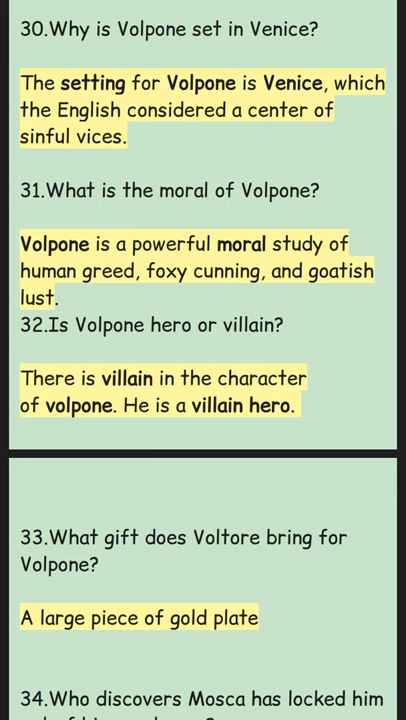 30.Why is Volpone set in Venice?
The setting for Volpone is Venice, which
the English considered a center of
sinful vices.
31.What is the moral of Volpone?
Volpone is a powerful moral study of
human greed, foxy cunning, and goatish
lust.
32.Is Volpone hero or villain?
There is villain in the character
of volpone. He is a villain hero.
33.What gift does Voltore bring for
Volpone?
A large piece of gold plate
34.Who discovers Mosca has locked him